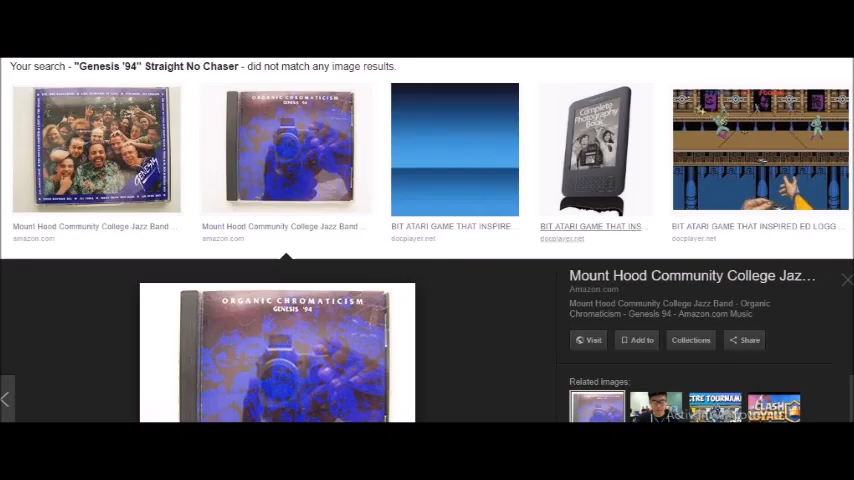 Your search - "Genesis '94" Straight No Chaser - did not match any image results.
GENESIS
ORGANIC CHROMATICISM
GENESIS '94
Complete
Photography
Book
Mount Hood Community College Jazz Band ...
amazon.com
Mount Hood Community College Jazz Band ...
amazon.com
BIT ATARI GAME THAT INSPIRE...
docplayer.net
BIT ATARI GAME THAT INS...
docplayer.net
BIT ATARI GAME THAT INSPIRED ED LOGG ...
docplayer.net
ORGANIC CHROMATICISM
GENESIS '94
Mount Hood Community College Jaz...
Amazon.com
Mount Hood Community College Jazz Band - Organic
Chromaticism - Genesis 94 - Amazon.com Music
Visit
Add to
Collections
Share
Related Images:
CTRE TOURNAM
CLASH
ROYALE